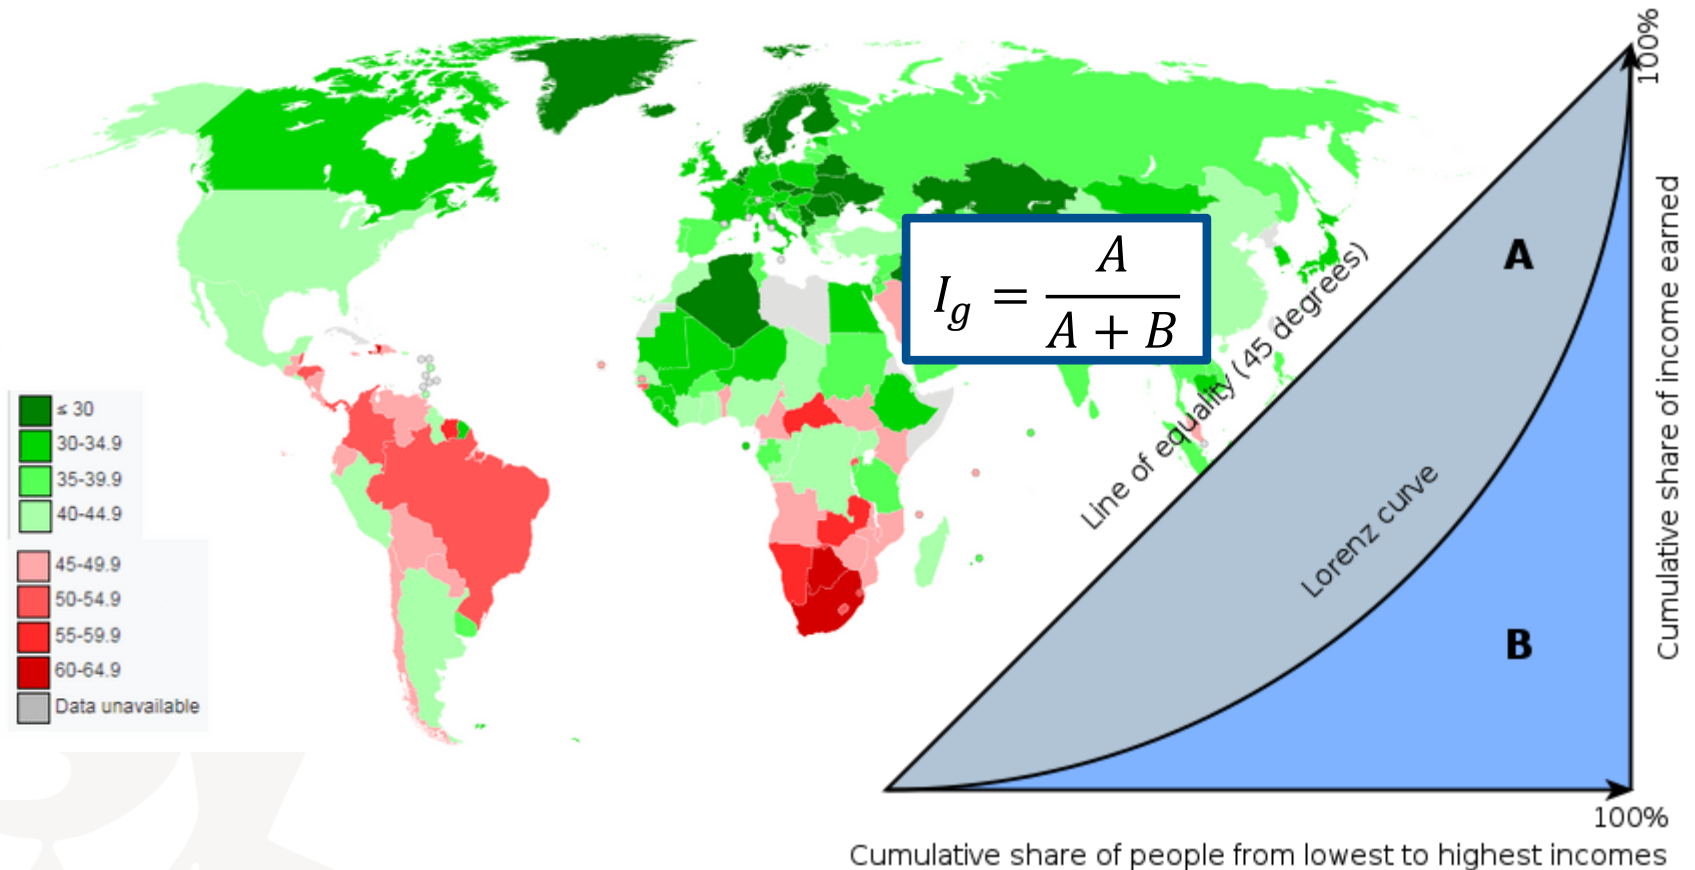 ≤ 30
30-34.9
35-39.9
40-44.9
45-49.9
50-54.9
55-59.9
60-64.9
Data unavailable
I_g = A / (A + B)
Line of equality (45 degrees)
Lorenz curve
A
B
100%
Cumulative share of income earned
100%
Cumulative share of people from lowest to highest incomes